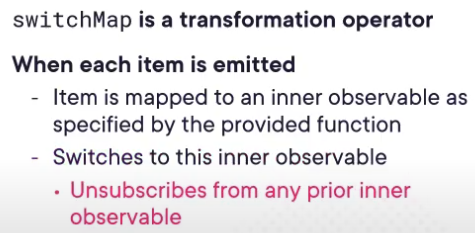 switchMap is a transformation operator
When each item is emitted
- Item is mapped to an inner observable as
specified by the provided function
- Switches to this inner observable
• Unsubscribes from any prior inner
observable